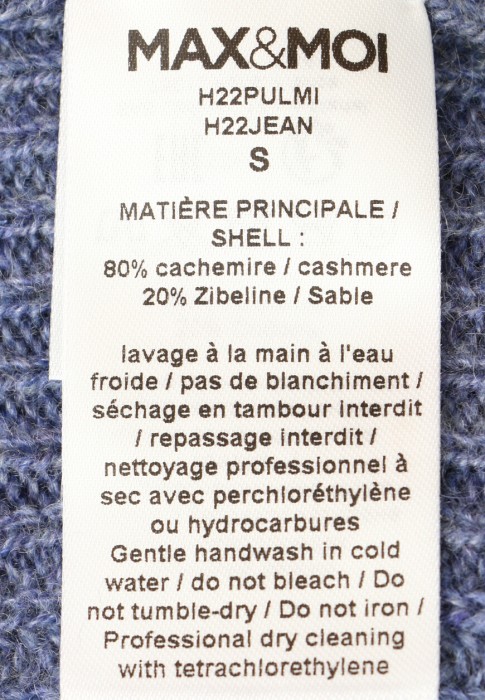 MAX&MOI
H22PULMI
H22JEAN
S
MATIÈRE PRINCIPALE /
SHELL :
80% cachemire / cashmere
20% Zibeline / Sable
lavage à la main à l'eau
froide / pas de blanchiment /
séchage en tambour interdit
/ repassage interdit /
nettoyage professionnel à
sec avec perchloréthylène
ou hydrocarbures
Gentle handwash in cold
water / do not bleach / Do
not tumble-dry / Do not iron /
Professional dry cleaning
with tetrachlorethylene